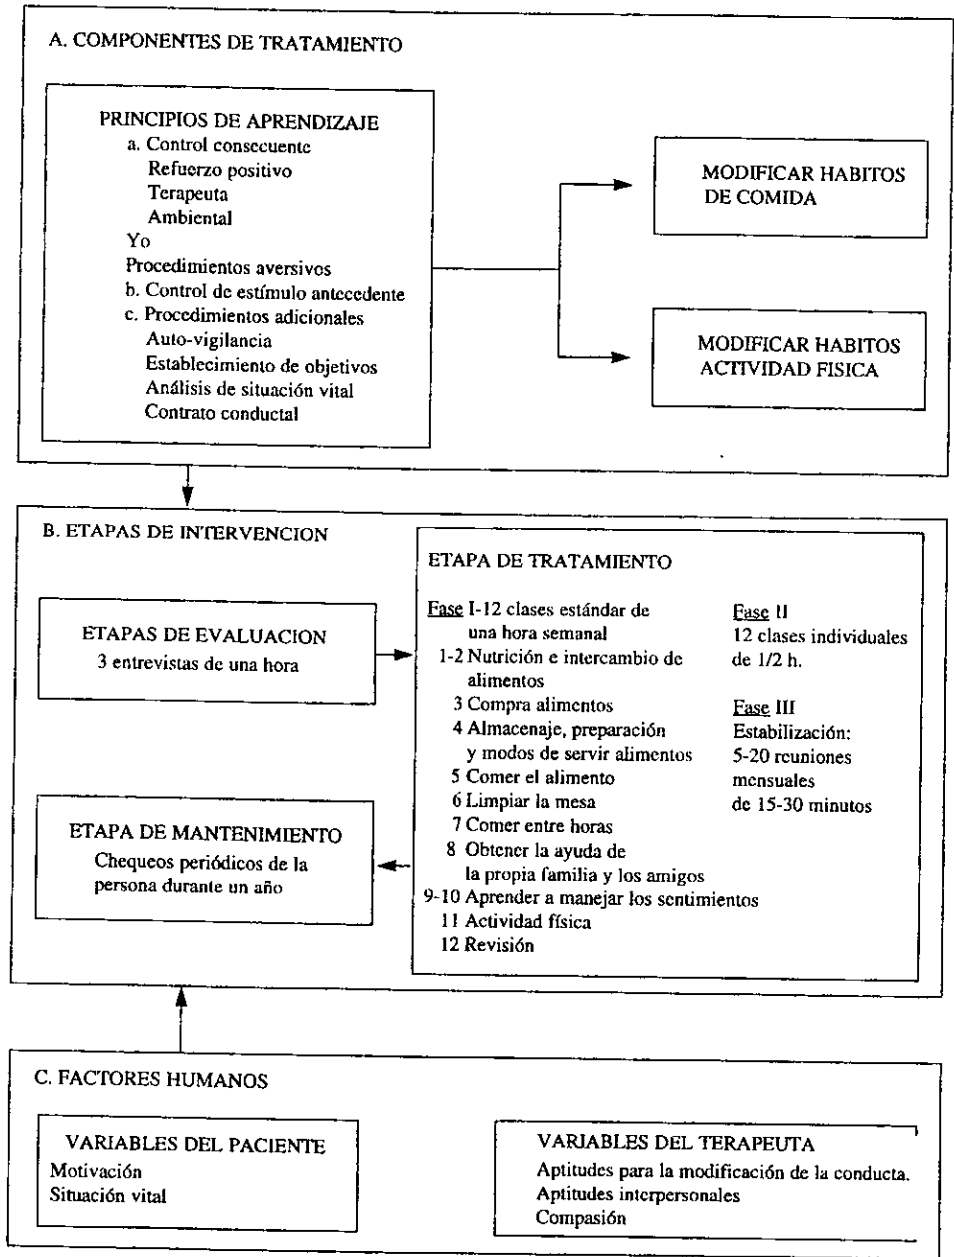 A. COMPONENTES DE TRATAMIENTO
PRINCIPIOS DE APRENDIZAJE
a. Control consecuente
Refuerzo positivo
Terapeuta
Ambiental
Yo
Procedimientos aversivos
b. Control de estímulo antecedente
c. Procedimientos adicionales
Auto-vigilancia
Establecimiento de objetivos
Análisis de situación vital
Contrato conductal
MODIFICAR HABITOS
DE COMIDA
MODIFICAR HABITOS
ACTIVIDAD FISICA
B. ETAPAS DE INTERVENCION
ETAPAS DE EVALUACION
3 entrevistas de una hora
ETAPA DE MANTENIMIENTO
Chequeos periódicos de la
persona durante un año
ETAPA DE TRATAMIENTO
Fase I-12 clases estándar de
una hora semanal
1-2 Nutrición e intercambio de
alimentos
3 Compra alimentos
4 Almacenaje, preparación
y modos de servir alimentos
5 Comer el alimento
6 Limpiar la mesa
7 Comer entre horas
8 Obtener la ayuda de
la propia familia y los amigos
9-10 Aprender a manejar los sentimientos
11 Actividad física
12 Revisión
Fase II
12 clases individuales
de 1/2 h.
Fase III
Estabilización:
5-20 reuniones
mensuales
de 15-30 minutos
C. FACTORES HUMANOS
VARIABLES DEL PACIENTE
Motivación
Situación vital
VARIABLES DEL TERAPEUTA
Aptitudes para la modificación de la conducta.
Aptitudes interpersonales
Compasión